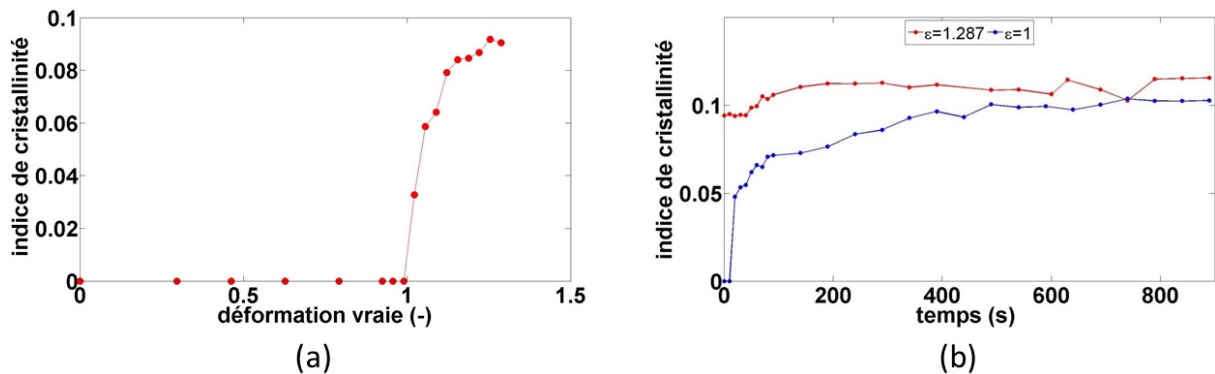 0.1
0.08
0.06
0.04
0.02
0
indice de cristallinité
0 0.5 1 1.5
déformation vraie (-)
(a)
ε=1.287 ε=1
0.1
0.05
0
indice de cristallinité
0 200 400 600 800
temps (s)
(b)